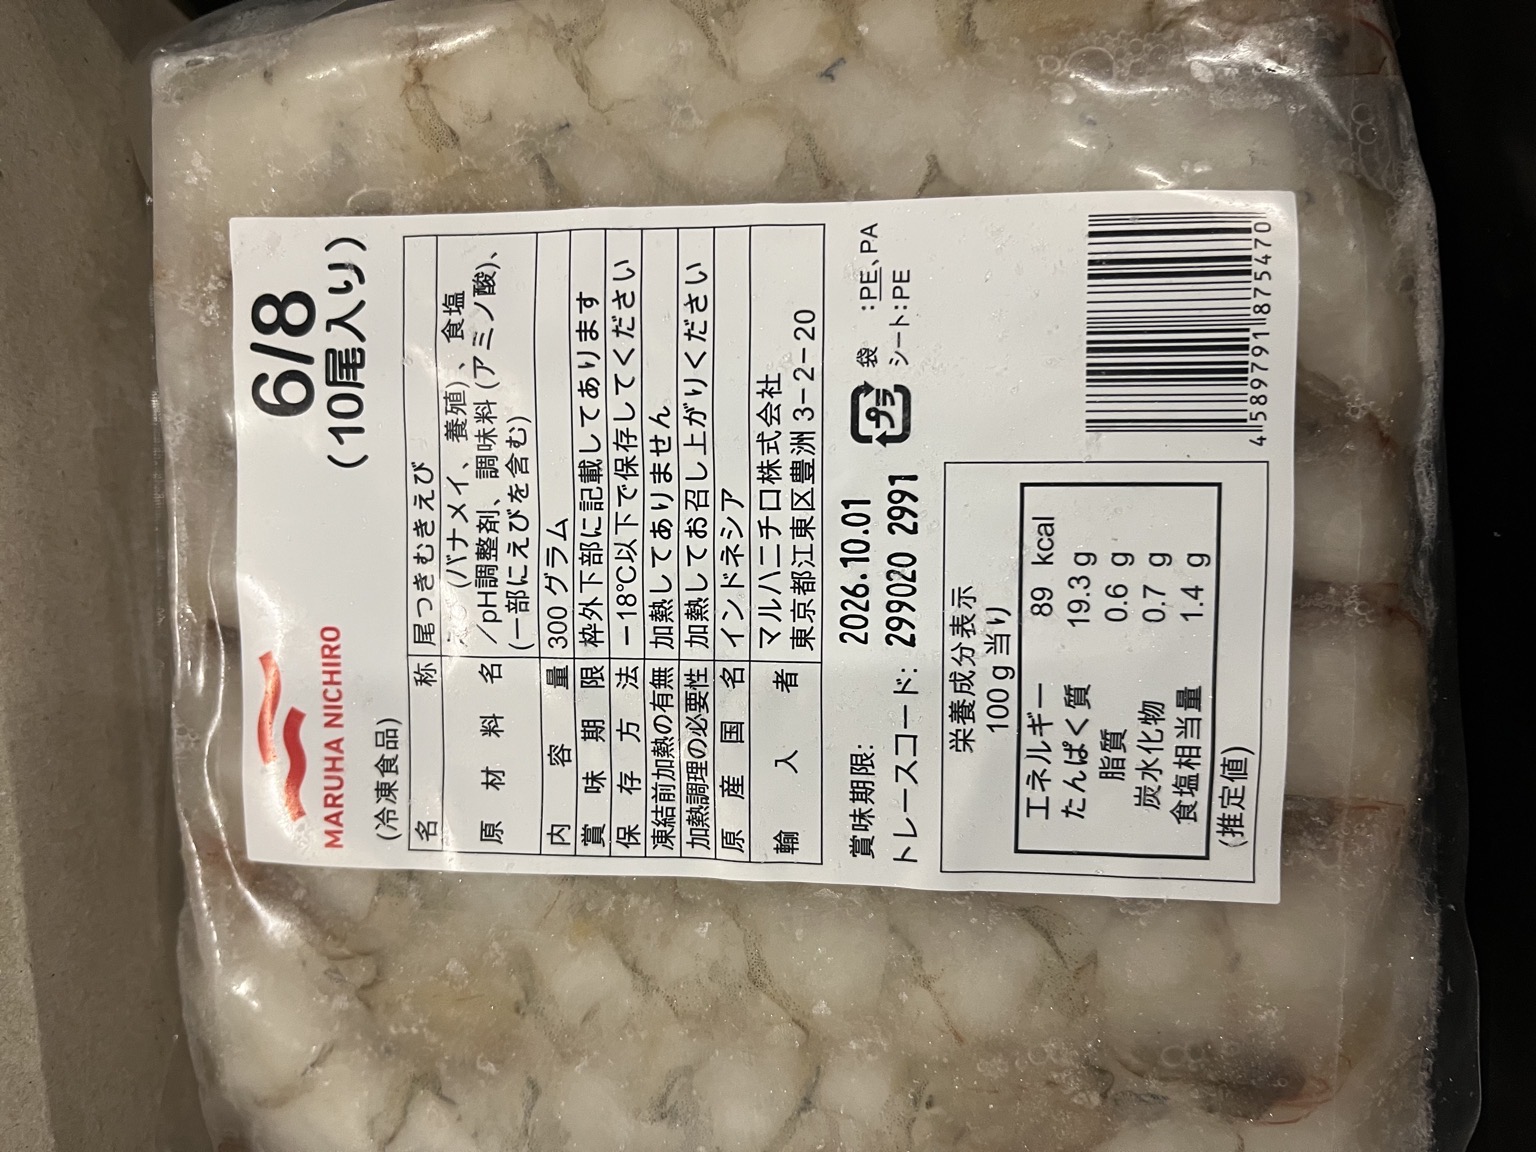 MARUHA NICHIRO
6/8
(10尾入り)
(冷凍食品)
名称 尾つきむきえび
原材料名 (バナメイ、養殖)、食塩
/pH調整剤、調味料(アミノ酸)、
(一部にえびを含む)
内容量 300グラム
賞味期限 枠外下部に記載してあります
保存方法 -18℃以下で保存してください
凍結前加熱の有無 加熱してありません
加熱調理の必要性 加熱してお召し上がりください
原産国名 インドネシア
輸入者 マルハニチロ株式会社
東京都江東区豊洲3-2-20
賞味期限: 2026.10.01
トレースコード: 299020 2991
プラ
袋 :PE、PA
シート:PE
栄養成分表示
100g当り
エネルギー 89 kcal
たんぱく質 19.3 g
脂質 0.6 g
炭水化物 0.7 g
食塩相当量 1.4 g
(推定値)
4 589791 875470